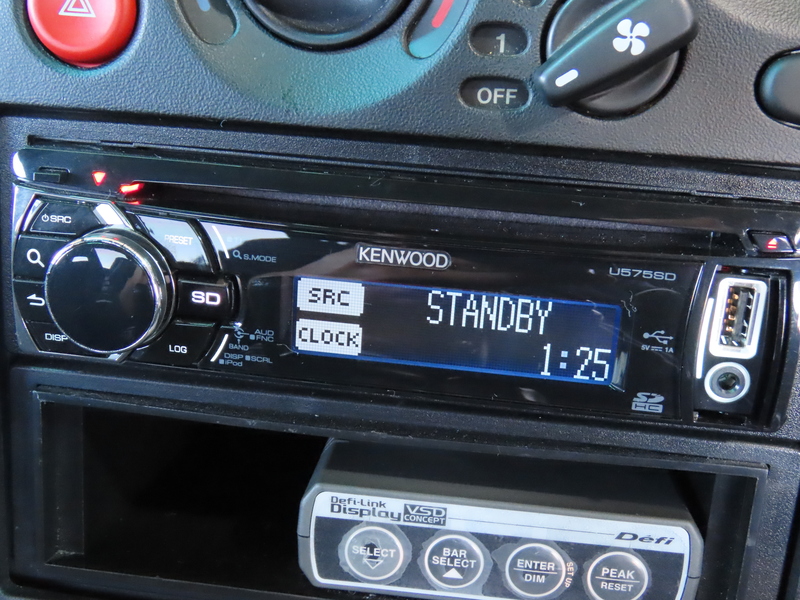 1
OFF
SRC
PRESET
S.MODE
KENWOOD
U575SD
SRC
STANDBY
CLOCK
1:25
SD
5V 1A
DISP
LOG
AUD
FNC
BAND
DISP SCRL
iPod
SD
HC
Defi-Link
Display VSD
CONCEPT
Defi
SELECT
BAR
SELECT
ENTER
DIM
SET UP
PEAK
RESET